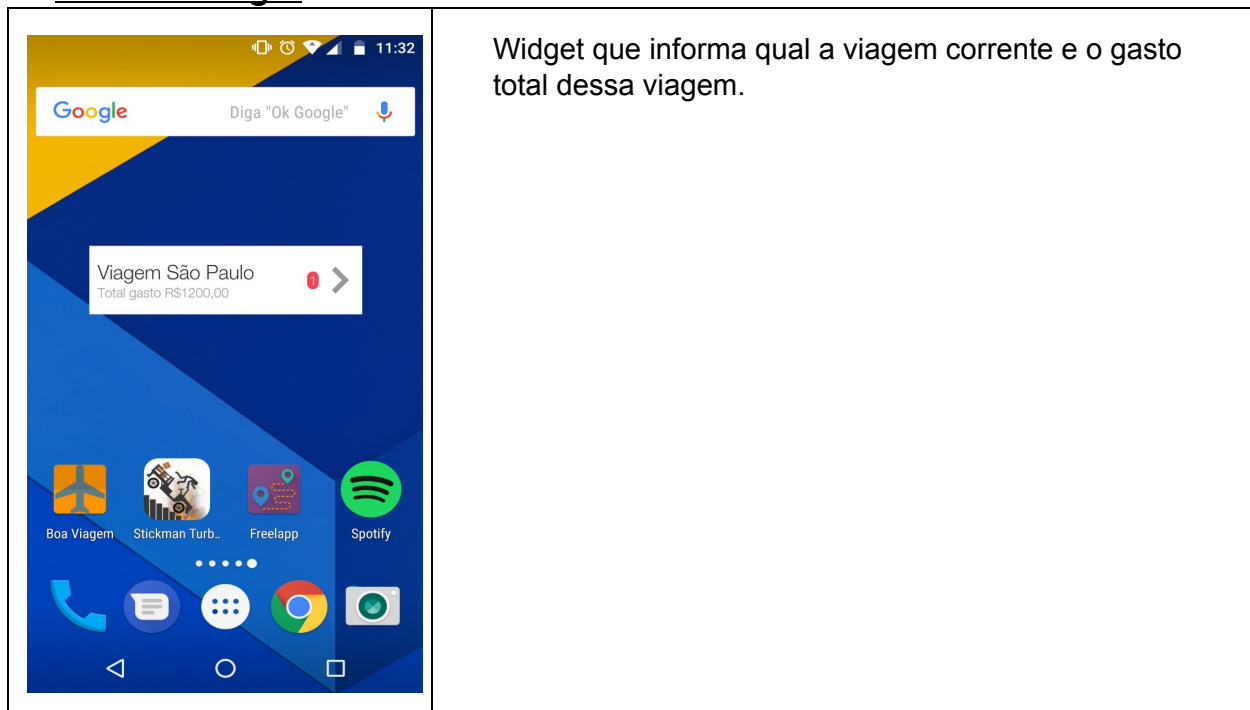 11:32
Google Diga "Ok Google"
Viagem São Paulo
Total gasto R$1200,00
1
Boa Viagem Stickman Turb.. Freelapp Spotify
Widget que informa qual a viagem corrente e o gasto
total dessa viagem.